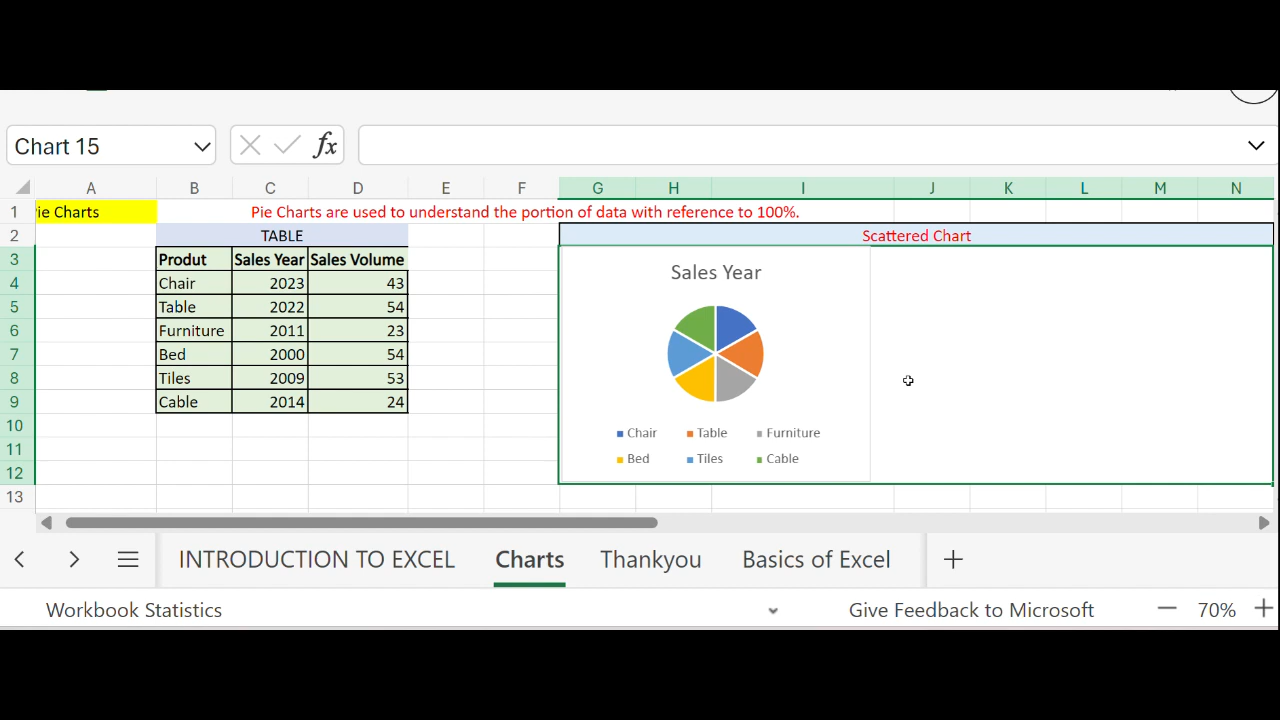 Chart 15 fx
A B C D E F G H I J K L M N
1 ie Charts Pie Charts are used to understand the portion of data with reference to 100%.
2 TABLE Scattered Chart
3 Produt Sales Year Sales Volume
4 Chair 2023 43
5 Table 2022 54
6 Furniture 2011 23
7 Bed 2000 54
8 Tiles 2009 53
9 Cable 2014 24
10
11
12
13
Sales Year
Chair Table Furniture
Bed Tiles Cable
INTRODUCTION TO EXCEL Charts Thankyou Basics of Excel
Workbook Statistics Give Feedback to Microsoft 70%